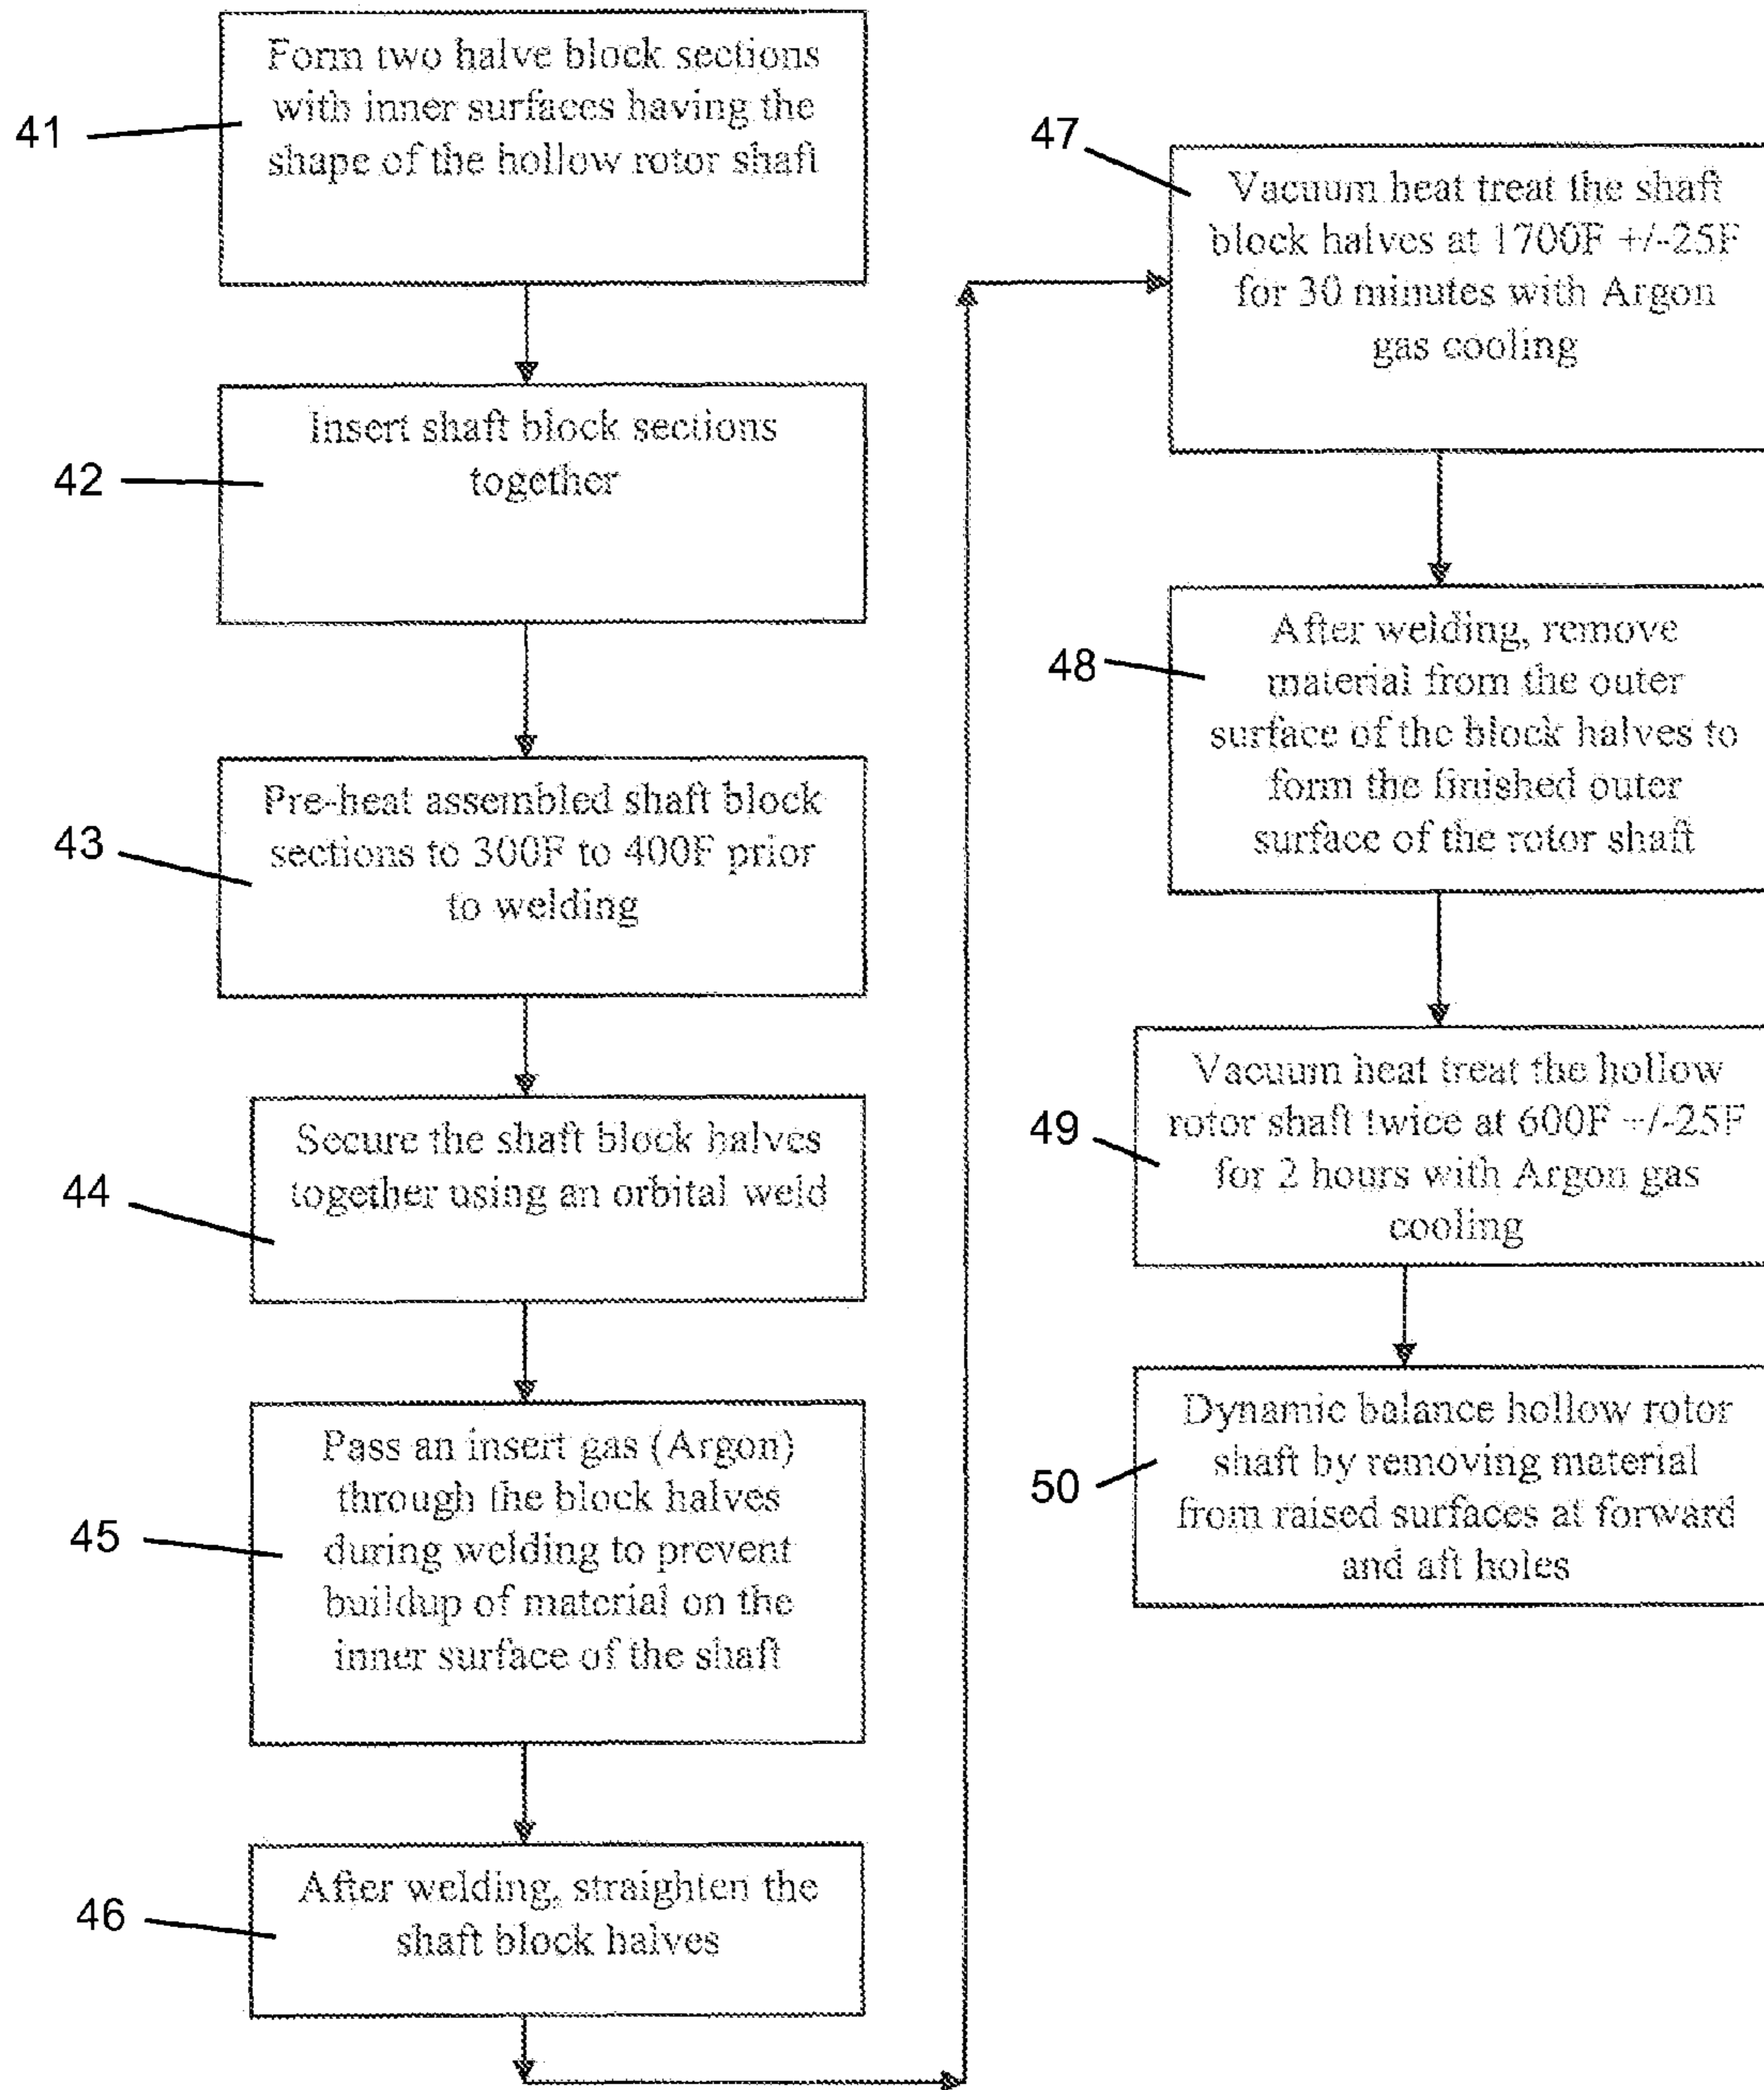 41
Form two halve block sections
with inner surfaces having the
shape of the hollow rotor shaft
42
Insert shaft block sections
together
43
Pre-heat assembled shaft block
sections to 300F to 400F prior
to welding
44
Secure the shaft block halves
together using an orbital weld
45
Pass an insert gas (Argon)
through the block halves
during welding to prevent
buildup of material on the
inner surface of the shaft
46
After welding, straighten the
shaft block halves
47
Vacuum heat treat the shaft
block halves at 1700F +/-25F
for 30 minutes with Argon
gas cooling
48
After welding, remove
material from the outer
surface of the block halves to
form the finished outer
surface of the rotor shaft
49
Vacuum heat treat the hollow
rotor shaft twice at 600F +/-25F
for 2 hours with Argon gas
cooling
50
Dynamic balance hollow rotor
shaft by removing material
from raised surfaces at forward
and aft holes